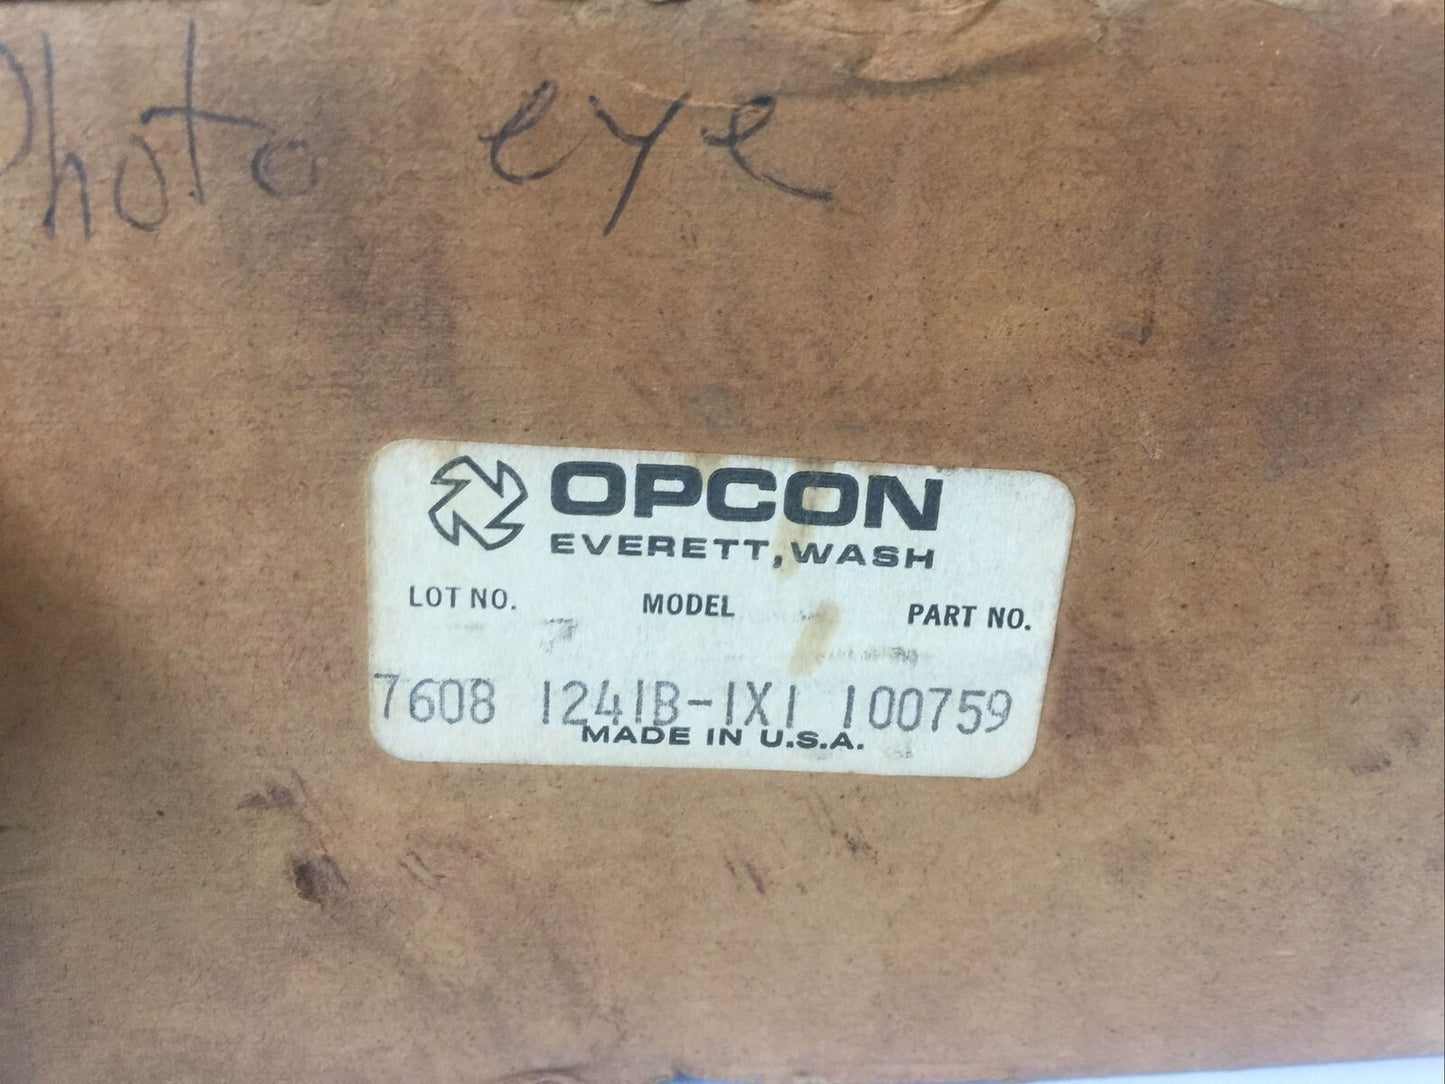 Photo eye
OPCON
EVERETT, WASH
LOT NO. MODEL PART NO.
7608 1241B-1X1 100759
MADE IN U.S.A.